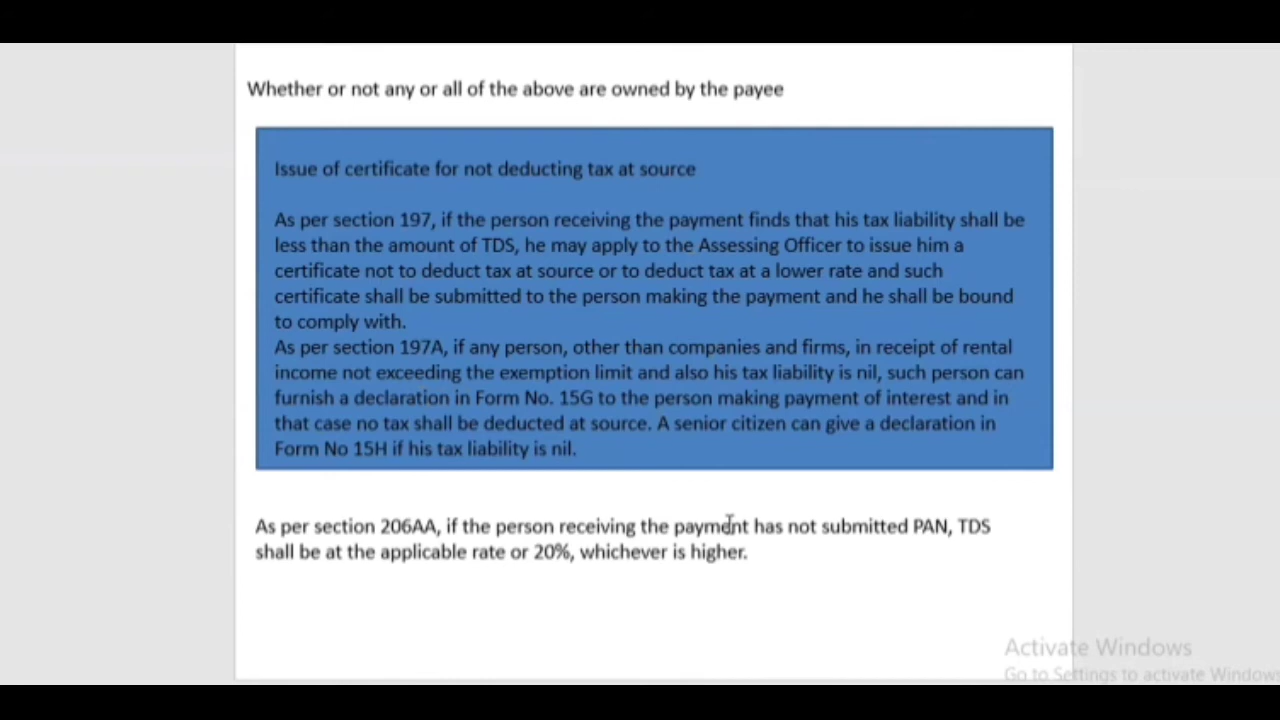 Whether or not any or all of the above are owned by the payee
Issue of certificate for not deducting tax at source
As per section 197, if the person receiving the payment finds that his tax liability shall be
less than the amount of TDS, he may apply to the Assessing Officer to issue him a
certificate not to deduct tax at source or to deduct tax at a lower rate and such
certificate shall be submitted to the person making the payment and he shall be bound
to comply with.
As per section 197A, if any person, other than companies and firms, in receipt of rental
income not exceeding the exemption limit and also his tax liability is nil, such person can
furnish a declaration in Form No. 15G to the person making payment of interest and in
that case no tax shall be deducted at source. A senior citizen can give a declaration in
Form No 15H if his tax liability is nil.
As per section 206AA, if the person receiving the payment has not submitted PAN, TDS
shall be at the applicable rate or 20%, whichever is higher.
Activate Windows
Go to Settings to activate Windows